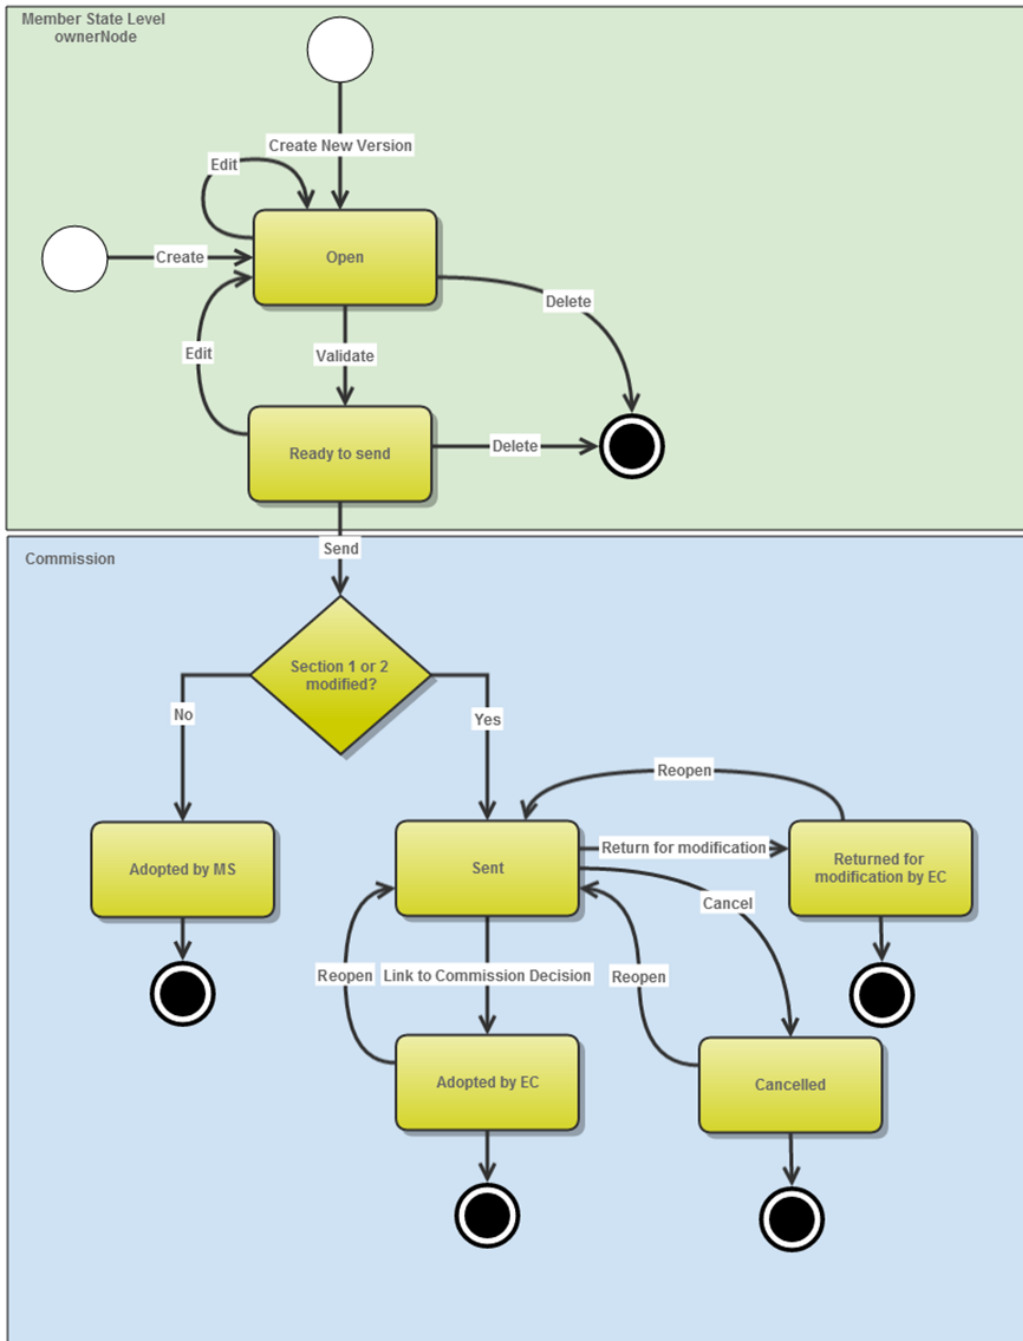 Member State Level
ownerNode
Create New Version
Edit
Create
Open
Delete
Edit
Validate
Ready to send
Delete
Send
Commission
Section 1 or 2
modified?
No
Yes
Reopen
Adopted by MS
Sent
Return for modification
Returned for
modification by EC
Cancel
Reopen
Link to Commission Decision
Reopen
Adopted by EC
Cancelled